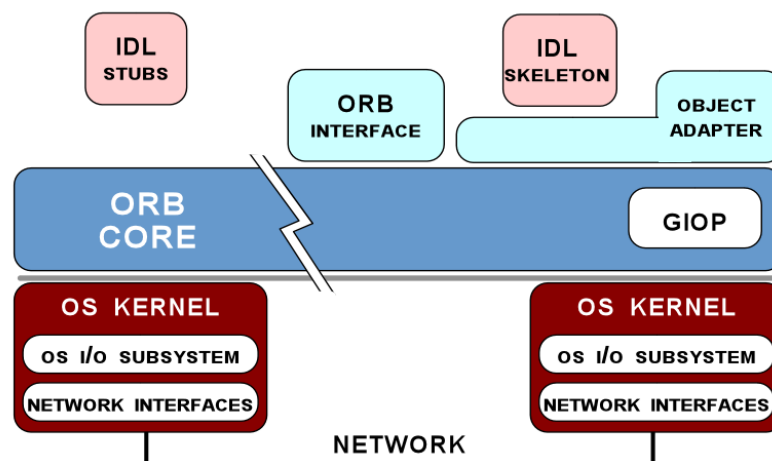 IDL
STUBS
IDL
SKELETON
ORB
INTERFACE
OBJECT
ADAPTER
ORB
CORE
GIOP
OS KERNEL
OS I/O SUBSYSTEM
NETWORK INTERFACES
OS KERNEL
OS I/O SUBSYSTEM
NETWORK INTERFACES
NETWORK